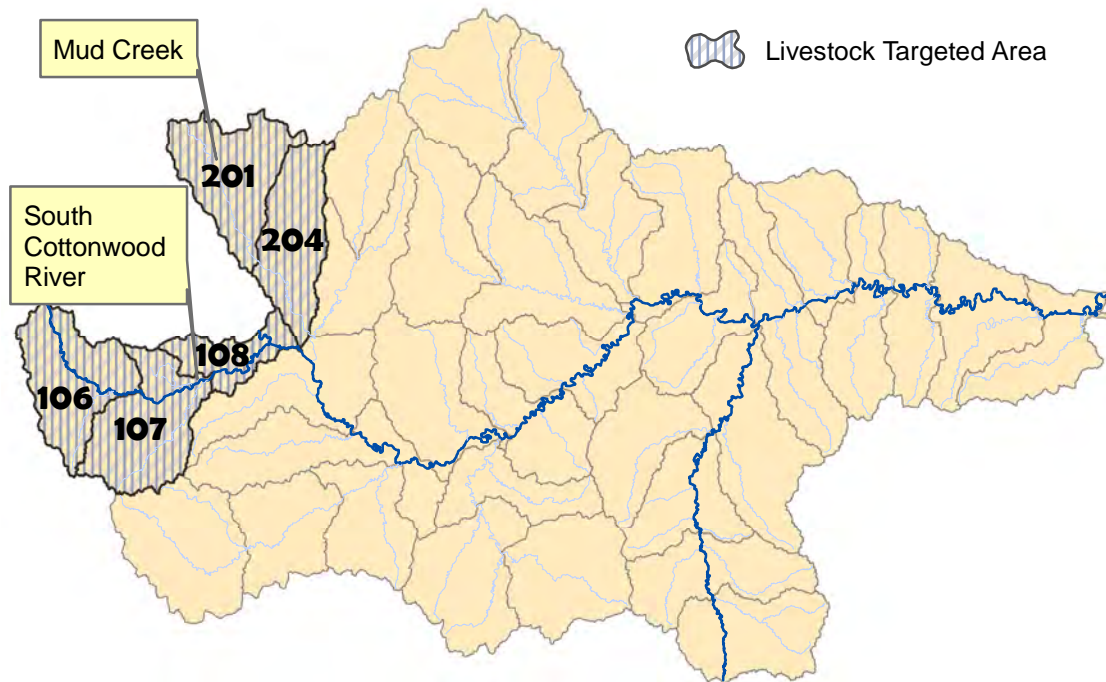 Mud Creek
Livestock Targeted Area
201
South
Cottonwood
River
204
108
106
107